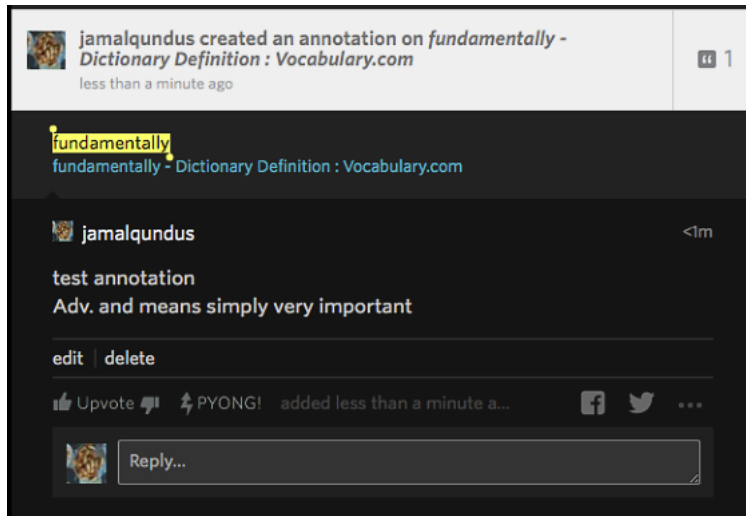 jamalqundus created an annotation on fundamentally -
Dictionary Definition : Vocabulary.com
less than a minute ago
1
fundamentally
fundamentally - Dictionary Definition : Vocabulary.com
jamalqundus
<1m
test annotation
Adv. and means simply very important
edit | delete
Upvote PYONG! added less than a minute a...
Reply...